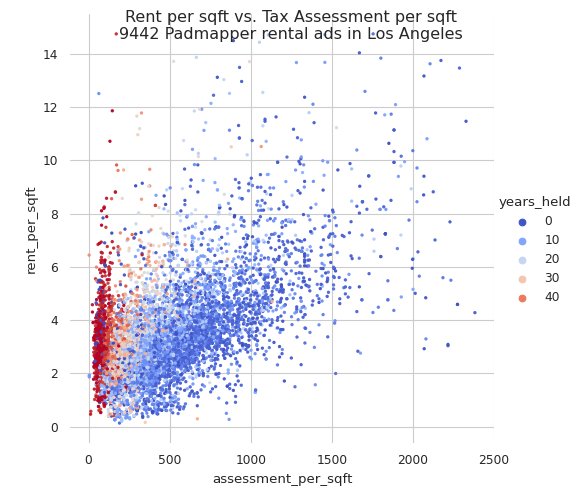 Rent per sqft vs. Tax Assessment per sqft
9442 Padmapper rental ads in Los Angeles
14
12
10
8
6
4
2
0
rent_per_sqft
0 500 1000 1500 2000 2500
assessment_per_sqft
years_held
0
10
20
30
40